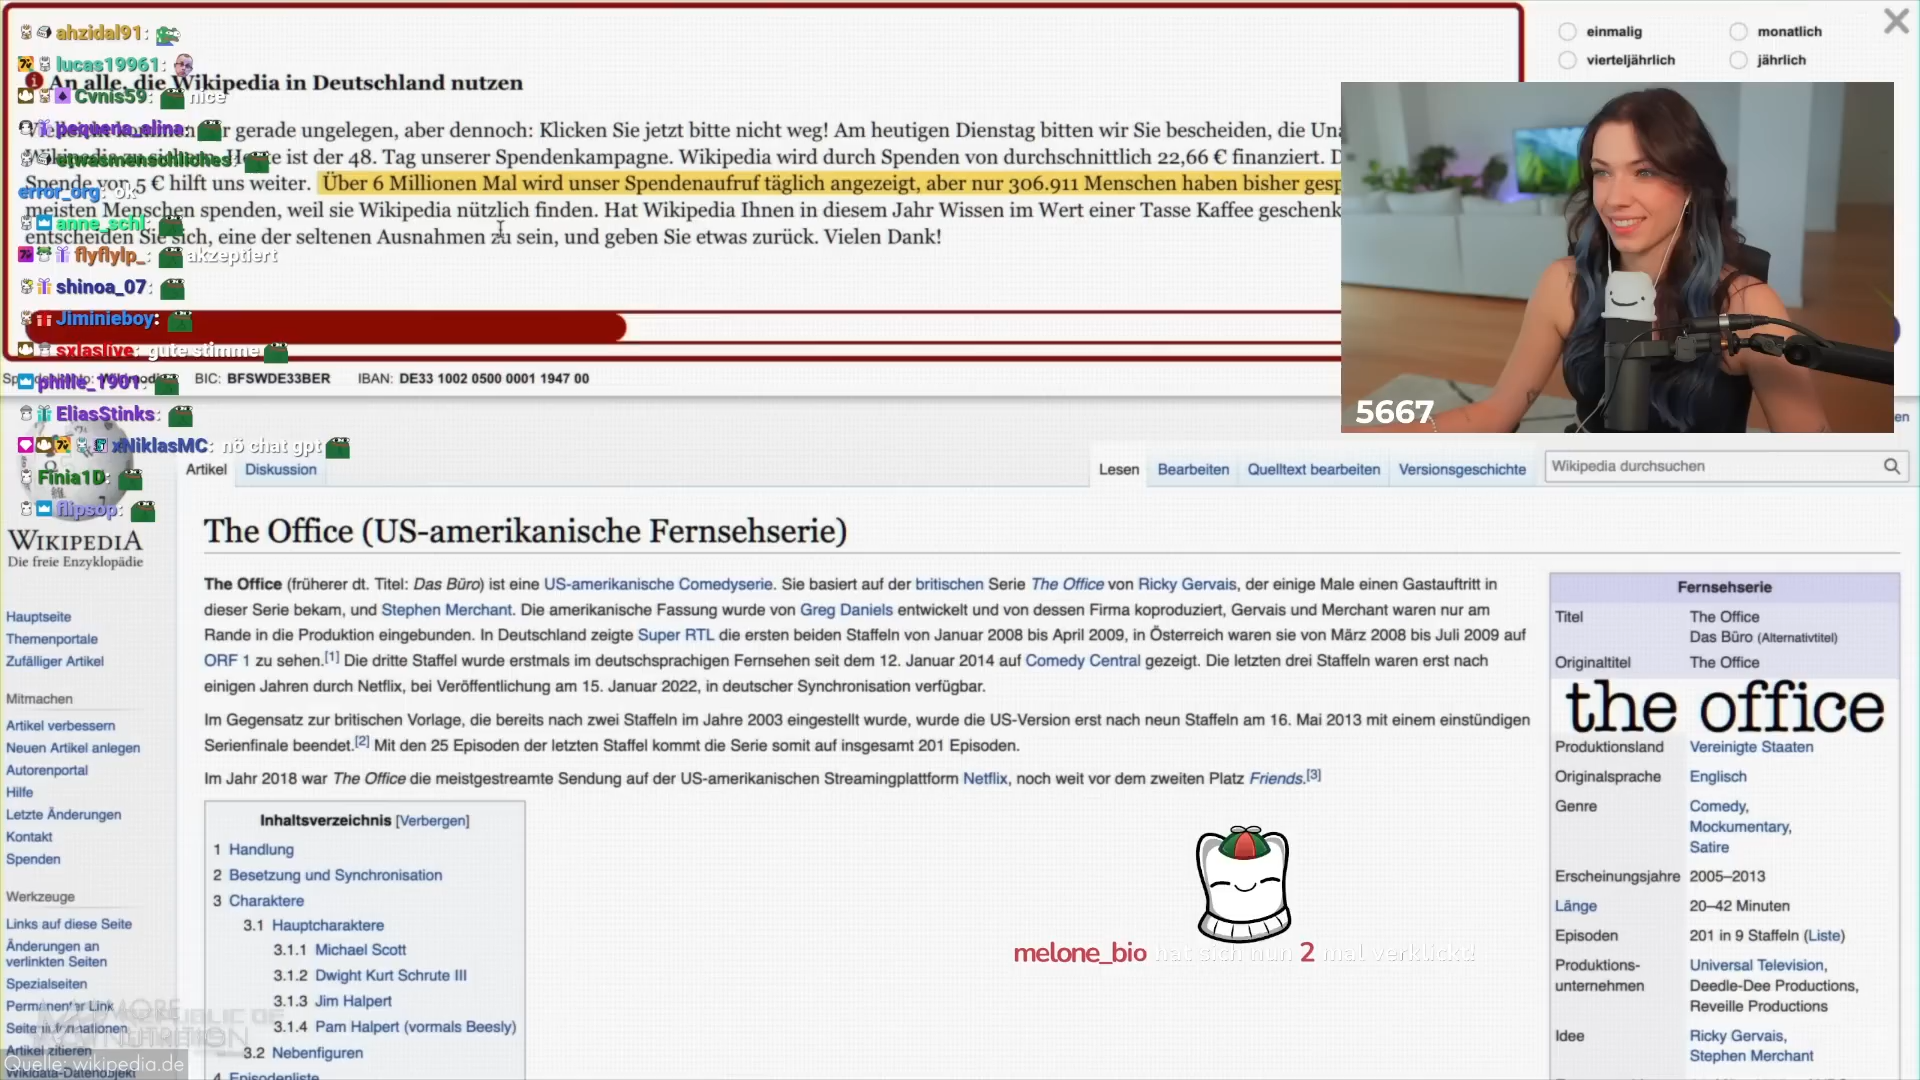 einmalig
monatlich
vierteljährlich
jährlich
ahzidal91:
lucas19961:
An alle, die Wikipedia in Deutschland nutzen
Cvnis59: nice
pequena_alina:
gerade ungelegen, aber dennoch: Klicken Sie jetzt bitte nicht weg! Am heutigen Dienstag bitten wir Sie bescheiden, die Una
etwasmenschliches:
ist der 48. Tag unserer Spendenkampagne. Wikipedia wird durch Spenden von durchschnittlich 22,66 € finanziert.
Spende von 5 € hilft uns weiter. Über 6 Millionen Mal wird unser Spendenaufruf täglich angezeigt, aber nur 306.911 Menschen haben bisher gesp
error_org: ok
meisten Menschen spenden, weil sie Wikipedia nützlich finden. Hat Wikipedia Ihnen in diesem Jahr Wissen im Wert einer Tasse Kaffee geschenk
anne_schl:
entscheiden Sie sich, eine der seltenen Ausnahmen zu sein, und geben Sie etwas zurück. Vielen Dank!
flyflylp_: akzeptiert
shinoa_07:
Jiminieboy:
sxlaslive: gute stimme
phille_1901:
BIC: BFSWDE33BER IBAN: DE33 1002 0500 0001 1947 00
EliasStinks:
5667
xNiklasMC: nö chat gpt
Finia1D:
flipsop:
Artikel Diskussion Lesen Bearbeiten Quelltext bearbeiten Versionsgeschichte Wikipedia durchsuchen
WIKIPEDIA
Die freie Enzyklopädie
Hauptseite
Themenportale
Zufälliger Artikel
Mitmachen
Artikel verbessern
Neuen Artikel anlegen
Autorenportal
Hilfe
Letzte Änderungen
Kontakt
Spenden
Werkzeuge
Links auf diese Seite
Änderungen an
verlinkten Seiten
Spezialseiten
Permanenter Link
Seiteninformationen
Artikel zitieren
Wikidata-Datenobjekt
Quelle: wikipedia.de
The Office (US-amerikanische Fernsehserie)
The Office (früherer dt. Titel: Das Büro) ist eine US-amerikanische Comedyserie. Sie basiert auf der britischen Serie The Office von Ricky Gervais, der einige Male einen Gastauftritt in
dieser Serie bekam, und Stephen Merchant. Die amerikanische Fassung wurde von Greg Daniels entwickelt und von dessen Firma koproduziert, Gervais und Merchant waren nur am
Rande in die Produktion eingebunden. In Deutschland zeigte Super RTL die ersten beiden Staffeln von Januar 2008 bis April 2009, in Österreich waren sie von März 2008 bis Juli 2009 auf
ORF 1 zu sehen.[1] Die dritte Staffel wurde erstmals im deutschsprachigen Fernsehen seit dem 12. Januar 2014 auf Comedy Central gezeigt. Die letzten drei Staffeln waren erst nach
einigen Jahren durch Netflix, bei Veröffentlichung am 15. Januar 2022, in deutscher Synchronisation verfügbar.
Im Gegensatz zur britischen Vorlage, die bereits nach zwei Staffeln im Jahre 2003 eingestellt wurde, wurde die US-Version erst nach neun Staffeln am 16. Mai 2013 mit einem einstündigen
Serienfinale beendet.[2] Mit den 25 Episoden der letzten Staffel kommt die Serie somit auf insgesamt 201 Episoden.
Im Jahr 2018 war The Office die meistgestreamte Sendung auf der US-amerikanischen Streamingplattform Netflix, noch weit vor dem zweiten Platz Friends.[3]
Inhaltsverzeichnis [Verbergen]
1 Handlung
2 Besetzung und Synchronisation
3 Charaktere
3.1 Hauptcharaktere
3.1.1 Michael Scott
3.1.2 Dwight Kurt Schrute III
3.1.3 Jim Halpert
3.1.4 Pam Halpert (vormals Beesly)
3.2 Nebenfiguren
4 Episodenliste
melone_bio hat sich nun 2 mal verklickt!
Fernsehserie
Titel The Office
Das Büro (Alternativtitel)
Originaltitel The Office
the office
Produktionsland Vereinigte Staaten
Originalsprache Englisch
Genre Comedy,
Mockumentary,
Satire
Erscheinungsjahre 2005–2013
Länge 20–42 Minuten
Episoden 201 in 9 Staffeln (Liste)
Produktions- Universal Television,
unternehmen Deedle-Dee Productions,
Reveille Productions
Idee Ricky Gervais,
Stephen Merchant